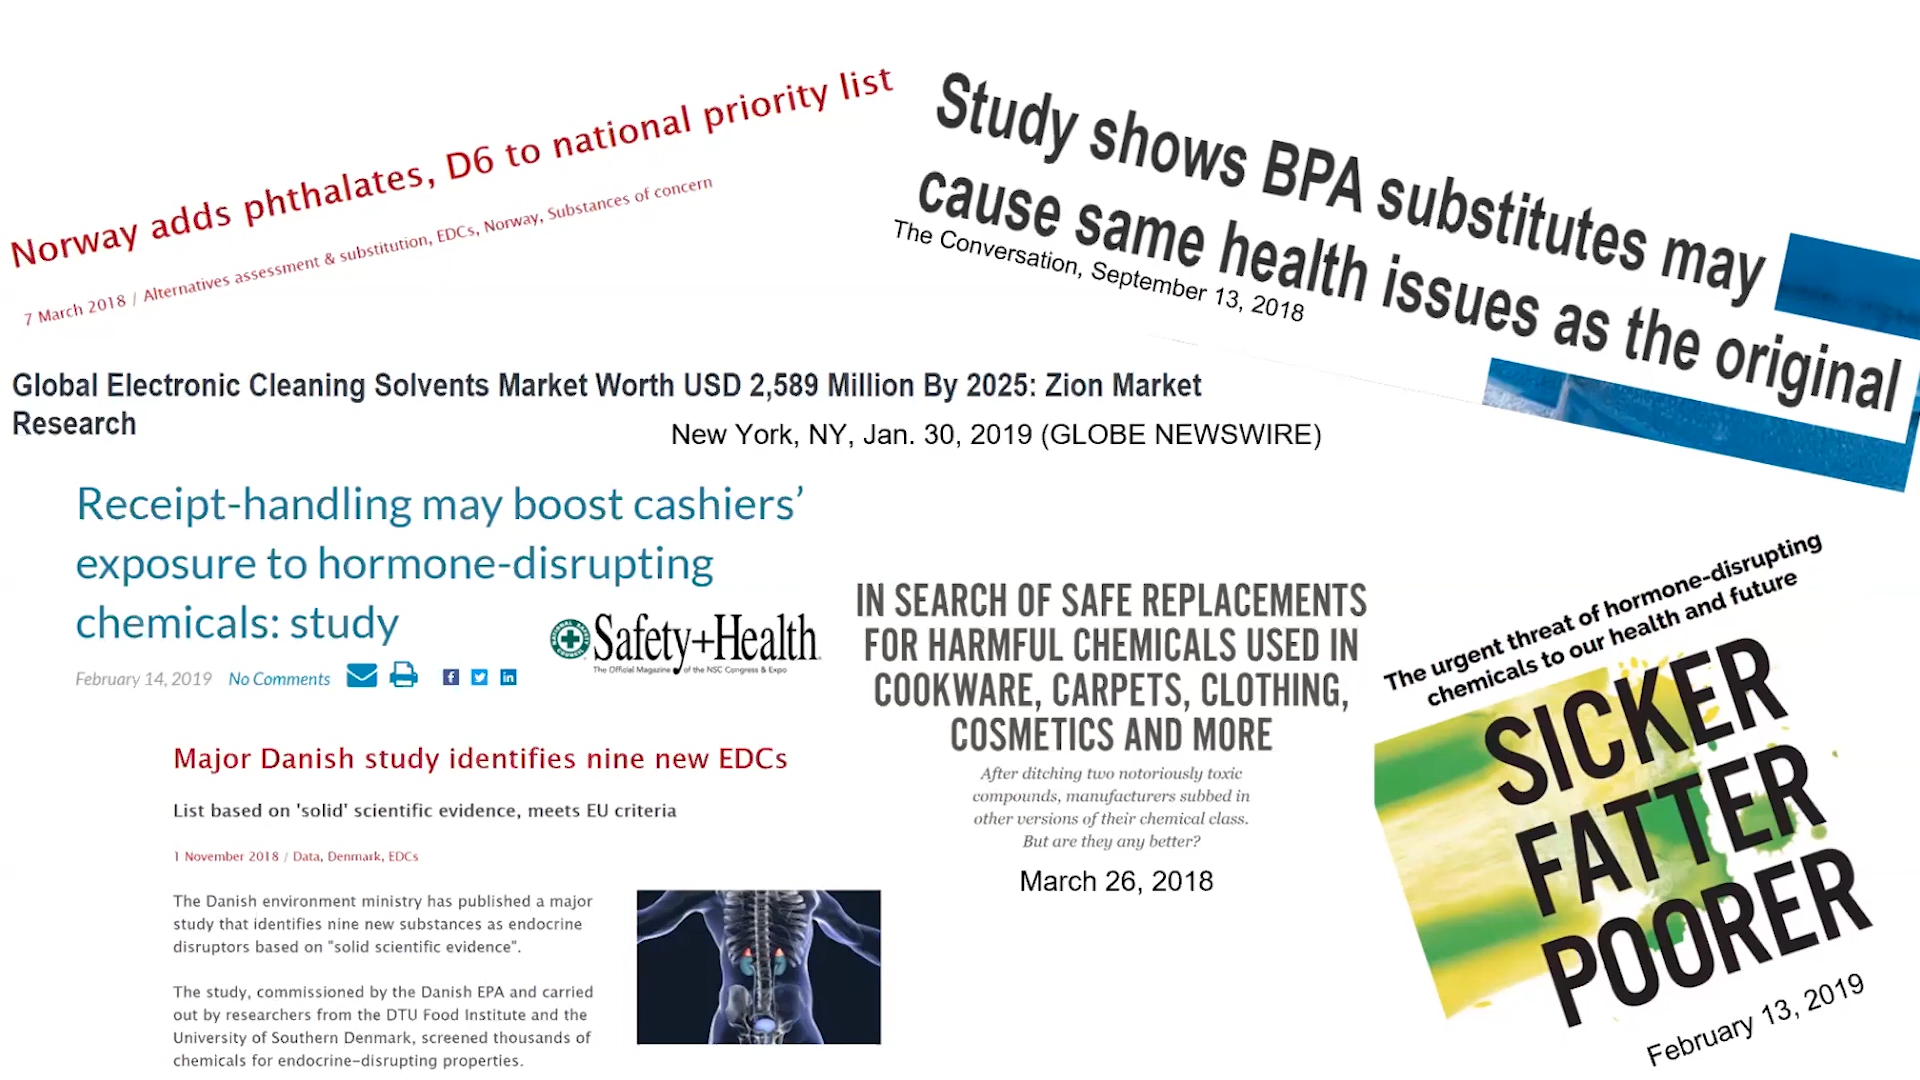 Norway adds phthalates, D6 to national priority list
7 March 2018 / Alternatives assessment & substitution, EDCs, Norway, Substances of concern
Study shows BPA substitutes may
cause same health issues as the original
The Conversation, September 13, 2018
Global Electronic Cleaning Solvents Market Worth USD 2,589 Million By 2025: Zion Market
Research
New York, NY, Jan. 30, 2019 (GLOBE NEWSWIRE)
Receipt-handling may boost cashiers’
exposure to hormone-disrupting
chemicals: study
February 14, 2019 No Comments
Safety+Health
The Official Magazine of the NSC Congress & Expo
IN SEARCH OF SAFE REPLACEMENTS
FOR HARMFUL CHEMICALS USED IN
COOKWARE, CARPETS, CLOTHING,
COSMETICS AND MORE
After ditching two notoriously toxic
compounds, manufacturers subbed in
other versions of their chemical class.
But are they any better?
March 26, 2018
The urgent threat of hormone-disrupting
chemicals to our health and future
SICKER
FATTER
POORER
February 13, 2019
Major Danish study identifies nine new EDCs
List based on 'solid' scientific evidence, meets EU criteria
1 November 2018 / Data, Denmark, EDCs
The Danish environment ministry has published a major
study that identifies nine new substances as endocrine
disruptors based on "solid scientific evidence".
The study, commissioned by the Danish EPA and carried
out by researchers from the DTU Food Institute and the
University of Southern Denmark, screened thousands of
chemicals for endocrine-disrupting properties.